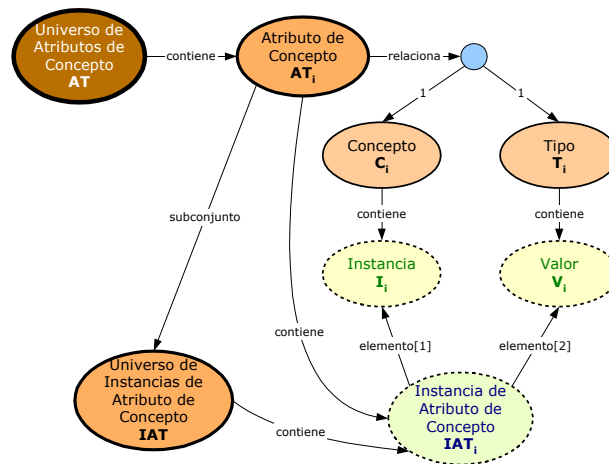 Universo de
Atributos de
Concepto
AT
contiene
Atributo de
Concepto
ATi
relaciona
1
1
Concepto
Ci
Tipo
Ti
contiene
contiene
subconjunto
Instancia
Ii
Valor
Vi
contiene
elemento[1]
elemento[2]
Universo de
Instancias de
Atributo de
Concepto
IAT
contiene
Instancia de
Atributo de
Concepto
IATi